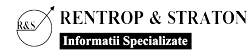 R&S RENTROP & STRATON
Informatii Specializate